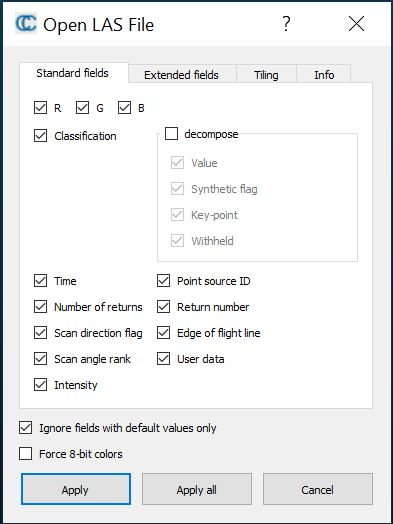 CCC Open LAS File ? 
Standard fields Extended fields Tiling Info
R G B
Classification decompose
Value
Synthetic flag
Key-point
Withheld
Time Point source ID
Number of returns Return number
Scan direction flag Edge of flight line
Scan angle rank User data
Intensity
Ignore fields with default values only
Force 8-bit colors
Apply Apply all Cancel